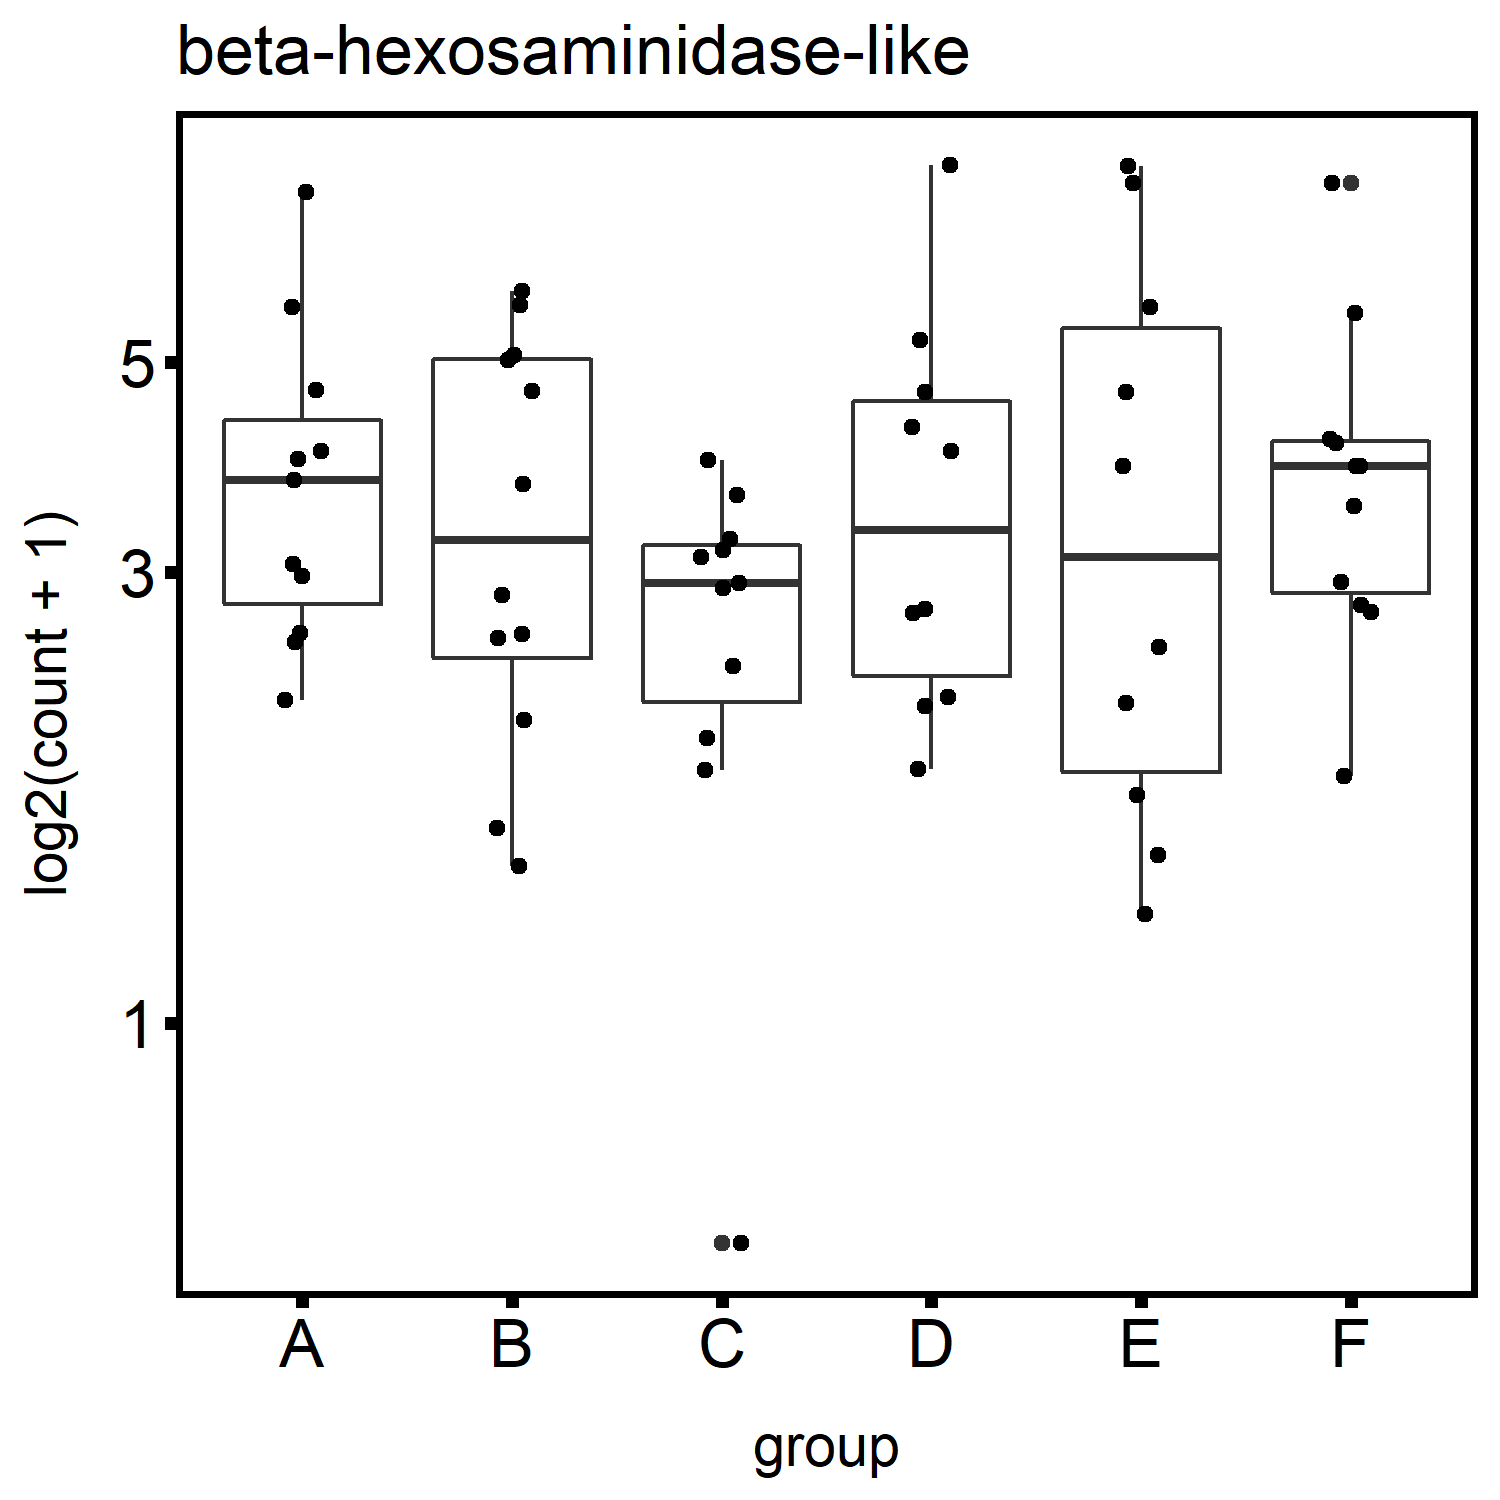 beta-hexosaminidase-like
log2(count + 1)
5
3
1
A B C D E F
group